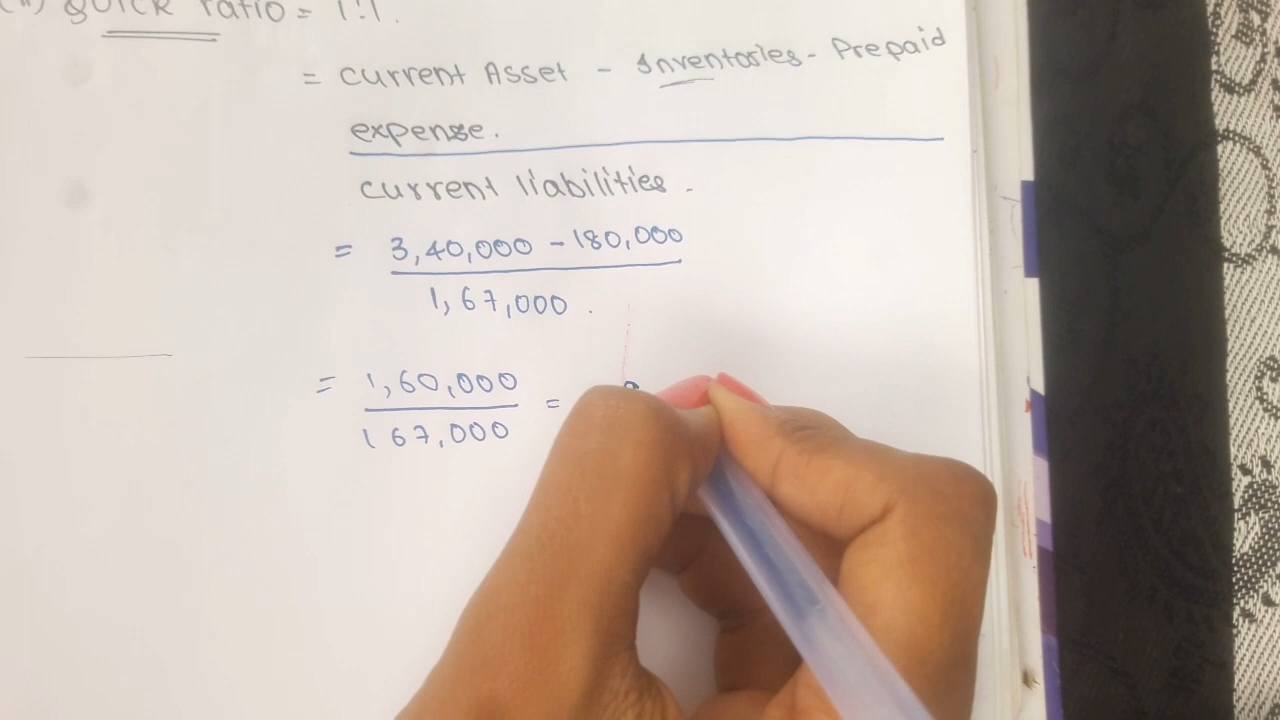 (ii) Quick ratio = 1:1.
= Current Asset - Inventories - Prepaid
expense.
Current liabilities.
= 3,40,000 - 180,000
1,67,000.
= 1,60,000
167,000 =